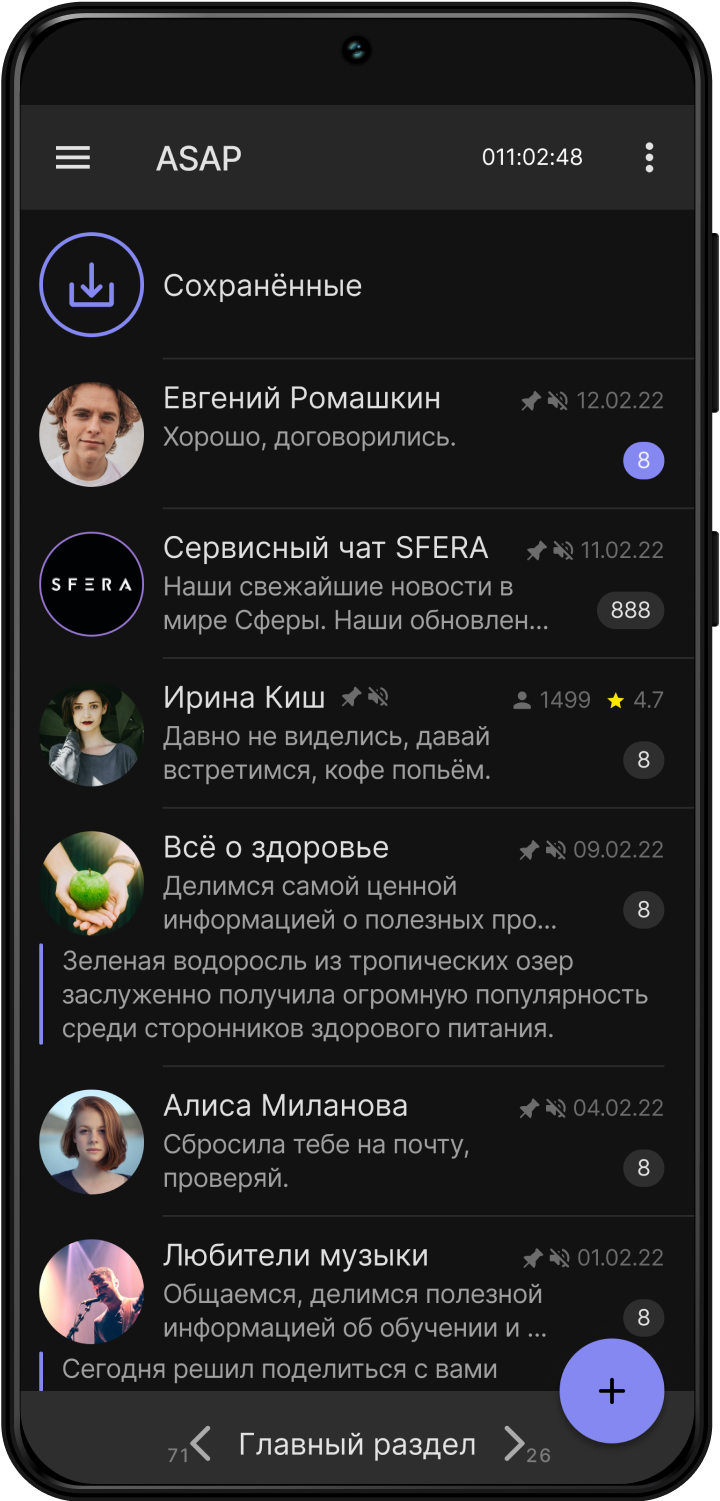 ASAP 011:02:48
Сохранённые
Евгений Ромашкин 12.02.22
Хорошо, договорились.
8
Сервисный чат SFERA 11.02.22
SFERA
Наши свежайшие новости в
мире Сферы. Наши обновлен...
888
Ирина Киш 1499 4.7
Давно не виделись, давай
встретимся, кофе попьём.
8
Всё о здоровье 09.02.22
Делимся самой ценной
информацией о полезных про...
8
Зеленая водоросль из тропических озер
заслуженно получила огромную популярность
среди сторонников здорового питания.
Алиса Миланова 04.02.22
Сбросила тебе на почту,
проверяй.
8
Любители музыки 01.02.22
Общаемся, делимся полезной
информацией об обучении и ...
8
Сегодня решил поделиться с вами
+
71 Главный раздел 26